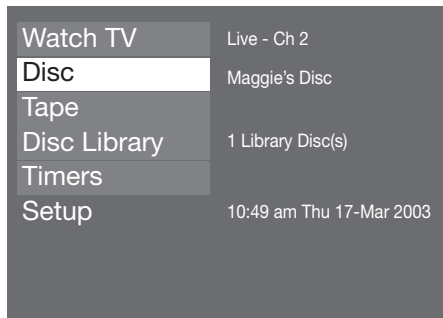 Watch TV Live - Ch 2
Disc Maggie's Disc
Tape
Disc Library 1 Library Disc(s)
Timers
Setup 10:49 am Thu 17-Mar 2003